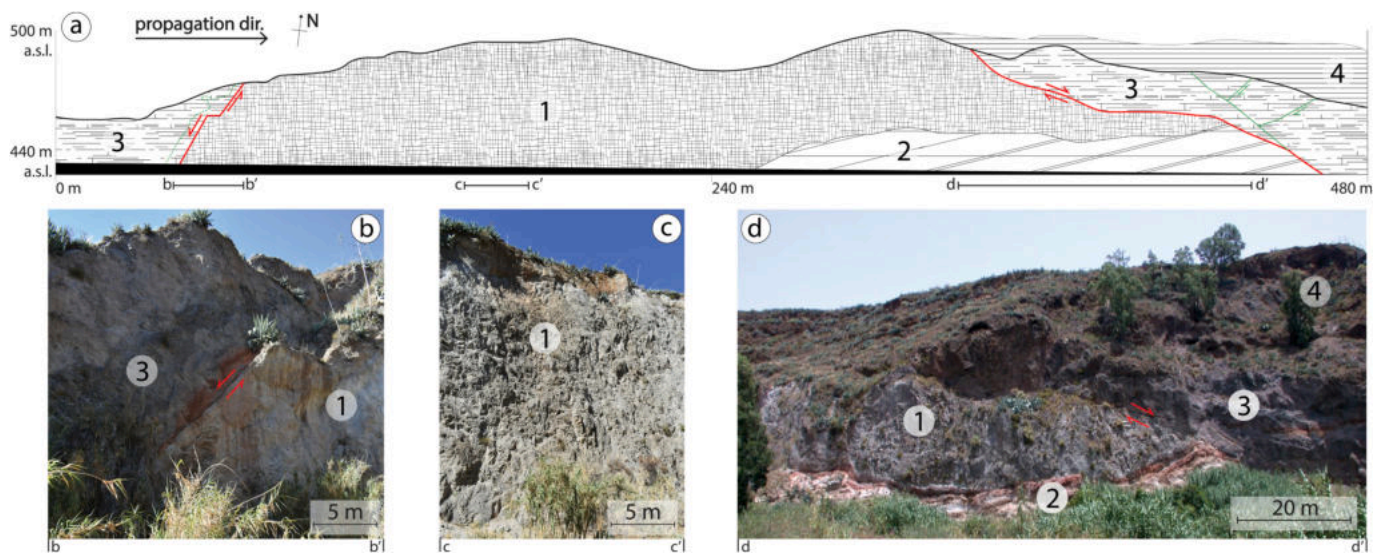 a
propagation dir.
N
500 m
a.s.l.
440 m
a.s.l.
3
1
2
3
4
0 m
240 m
480 m
b b'
c c'
d d'
b
3
1
5 m
b b'
c
1
5 m
c c'
d
4
1
3
2
20 m
d d'